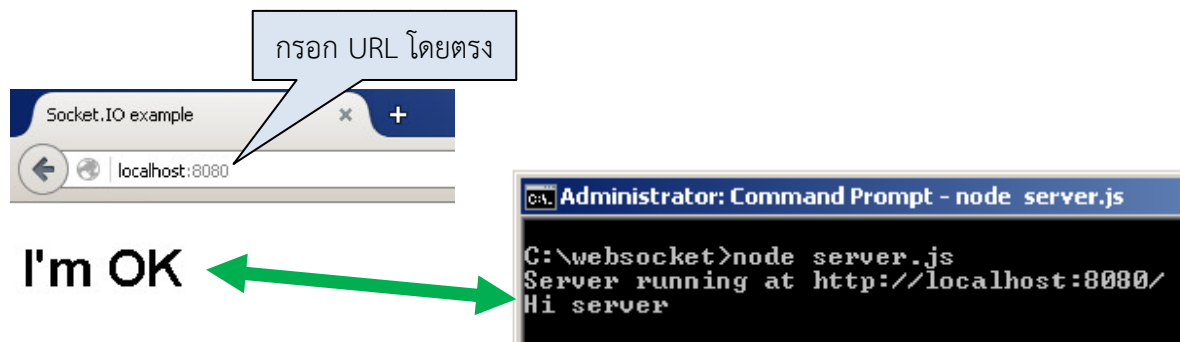 กรอก URL โดยตรง
Socket.IO example
localhost:8080
I'm OK
C:\. Administrator: Command Prompt - node server.js
C:\websocket>node server.js
Server running at http://localhost:8080/
Hi server